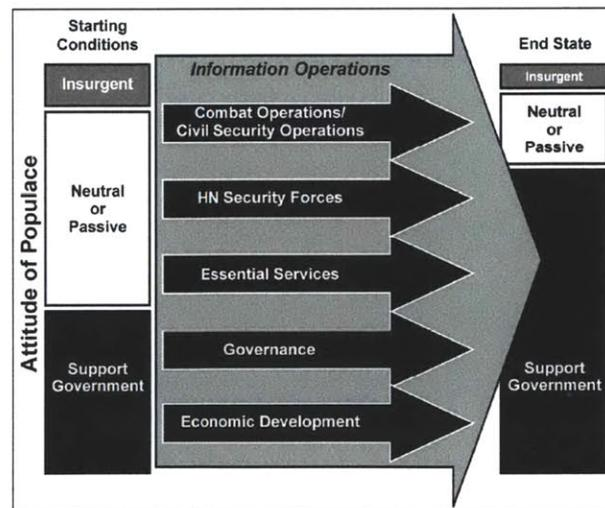 Starting
Conditions
Information Operations
End State
Insurgent
Insurgent
Combat Operations/
Civil Security Operations
Neutral
or
Passive
Attitude of Populace
Neutral
or
Passive
HN Security Forces
Essential Services
Governance
Support
Government
Support
Government
Economic Development